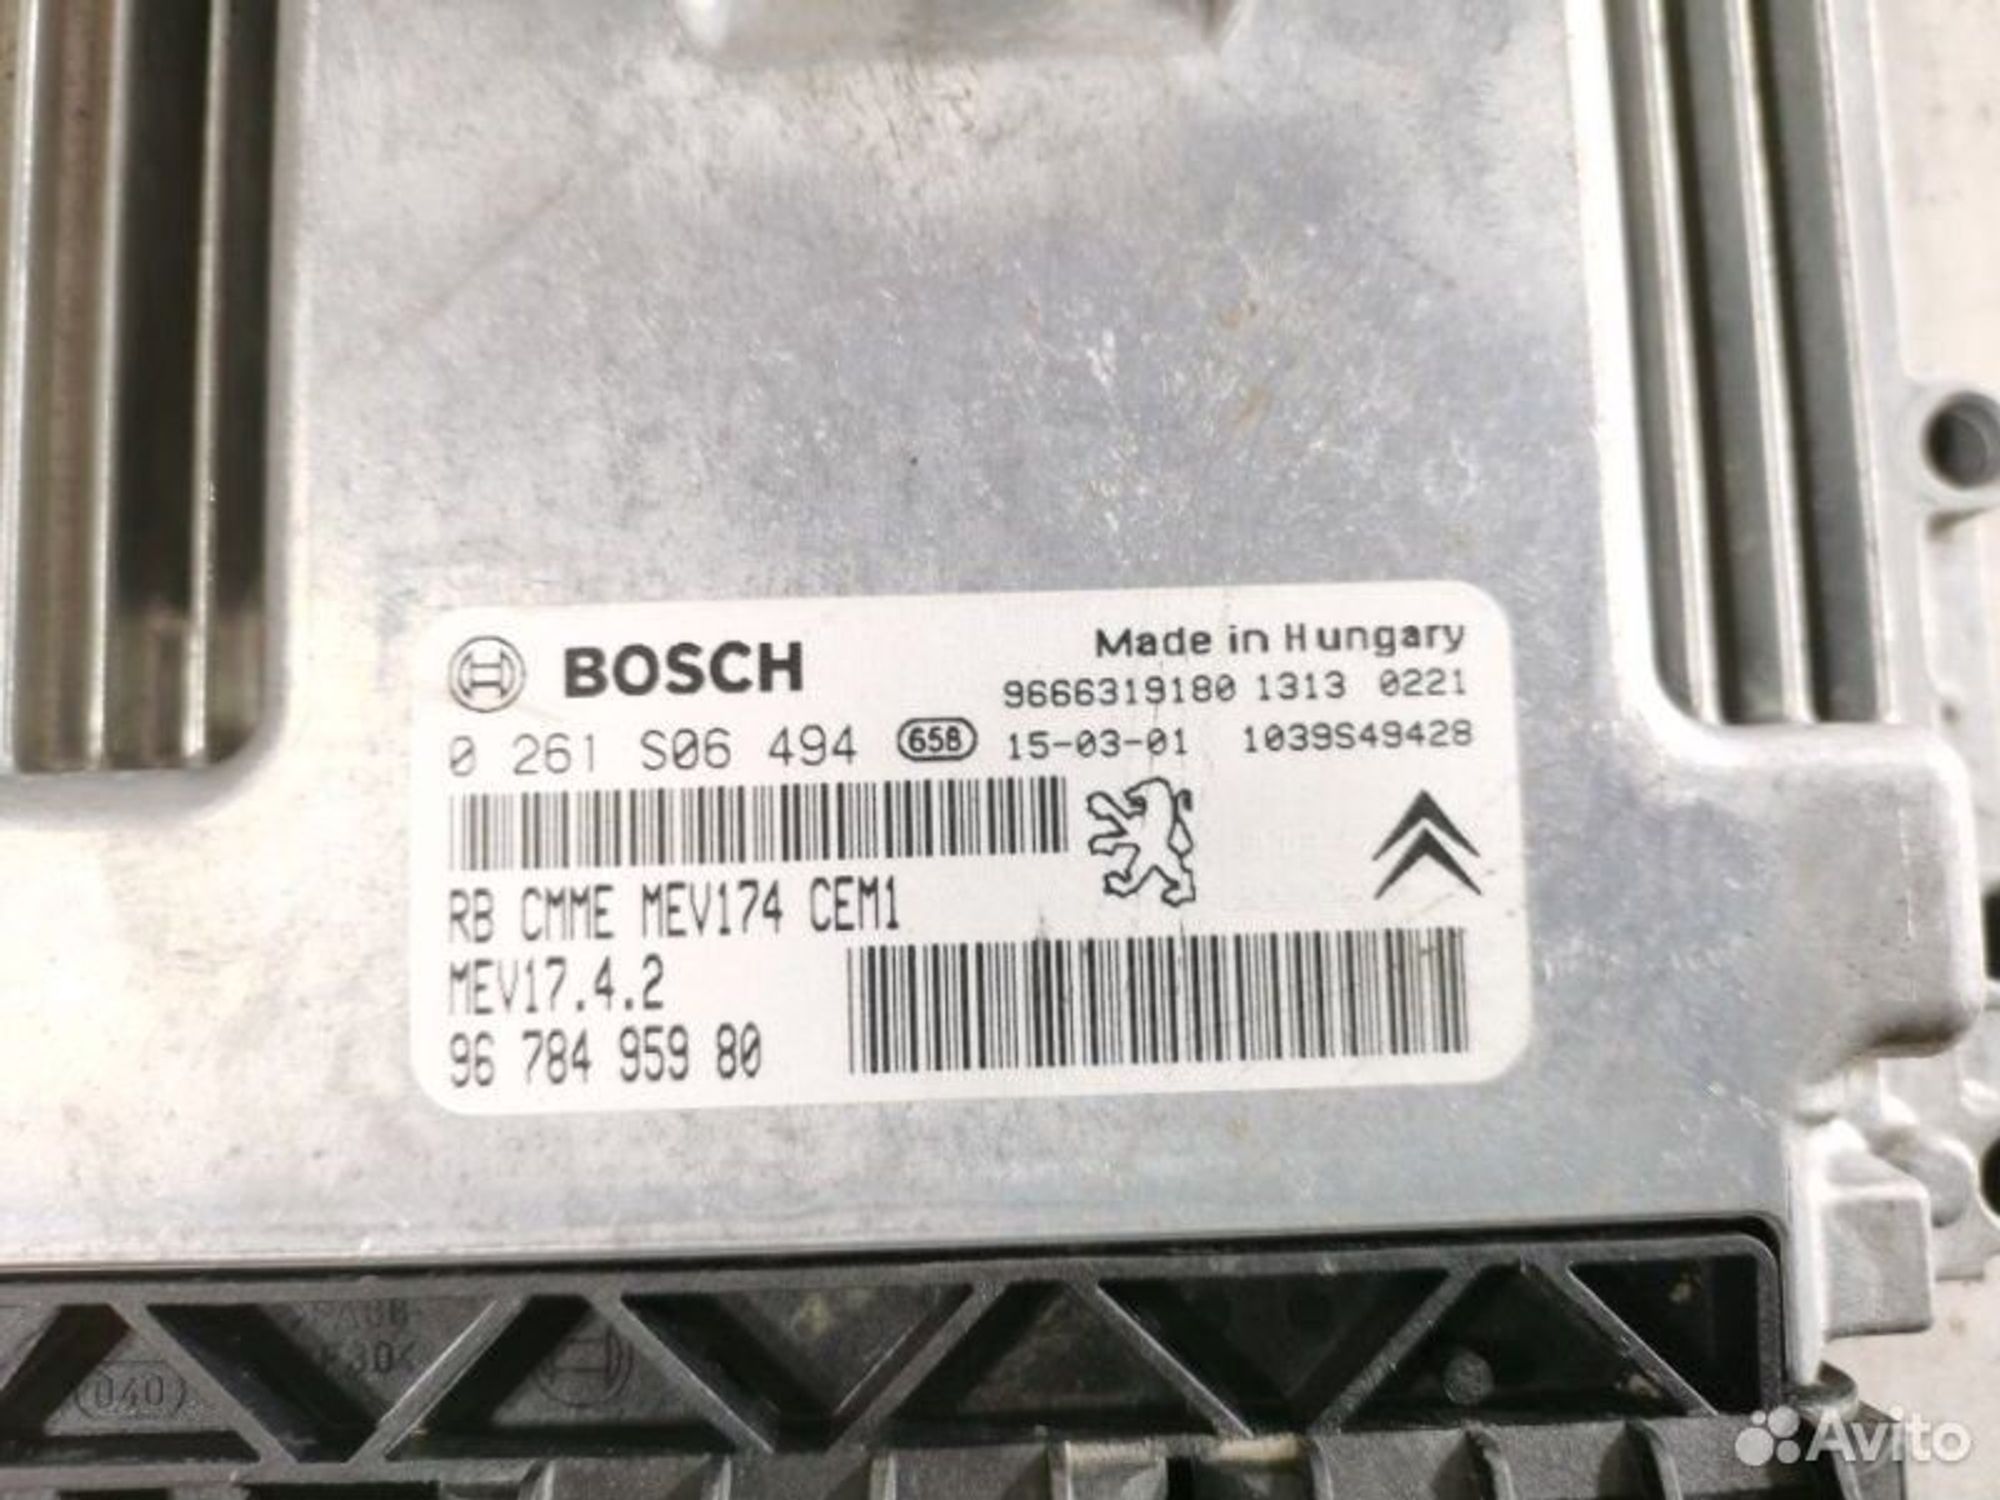 BOSCH
Made in Hungary
9666319180 1313 0221
0 261 S06 494 65B 15-03-01 1039S49428
RB CMME MEV174 CEM1
MEV17.4.2
96 784 959 80
040
Avito